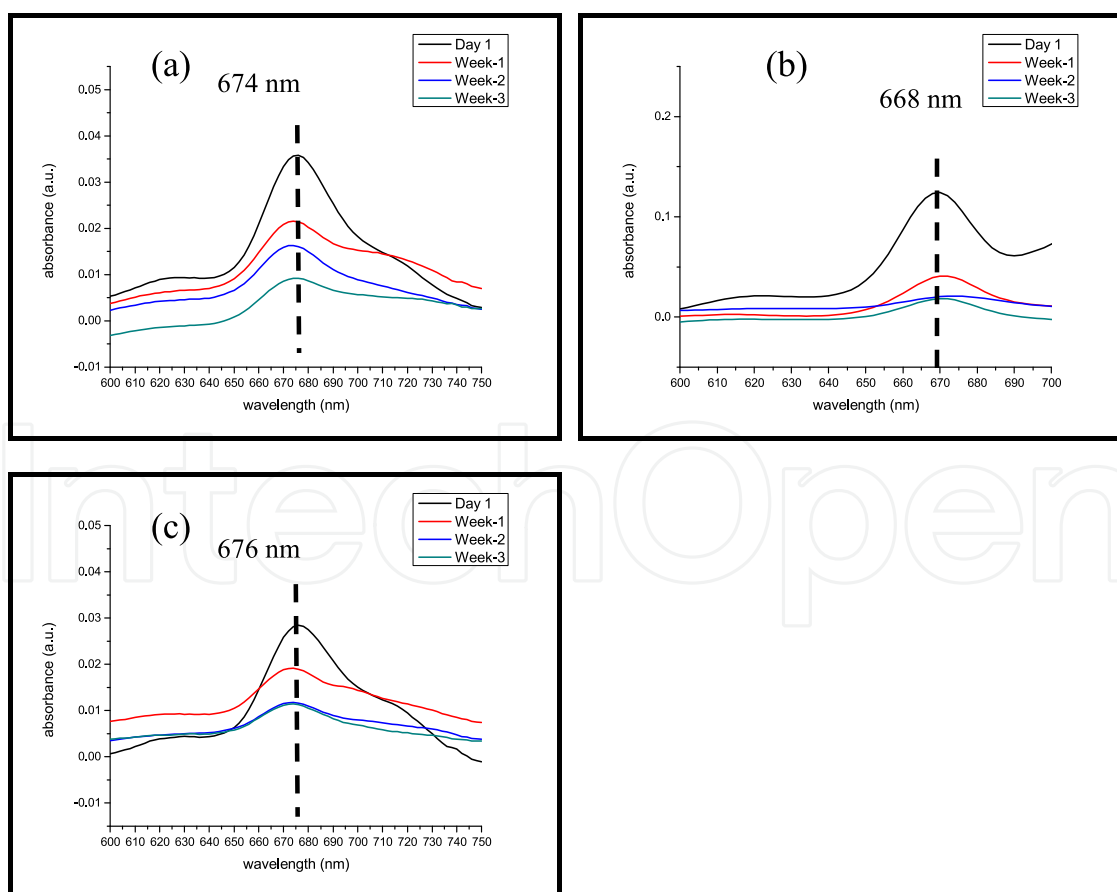 (a)
674 nm
Day 1
Week-1
Week-2
Week-3
absorbance (a.u.)
0.05
0.04
0.03
0.02
0.01
0.00
-0.01
600 610 620 630 640 650 660 670 680 690 700 710 720 730 740 750
wavelength (nm)
(b)
668 nm
Day 1
Week-1
Week-2
Week-3
absorbance (a.u.)
0.2
0.1
0.0
600 610 620 630 640 650 660 670 680 690 700
wavelength (nm)
(c)
676 nm
Day 1
Week-1
Week-2
Week-3
absorbance (a.u.)
0.05
0.04
0.03
0.02
0.01
0.00
-0.01
600 610 620 630 640 650 660 670 680 690 700 710 720 730 740 750
wavelength (nm)
IntechOpen